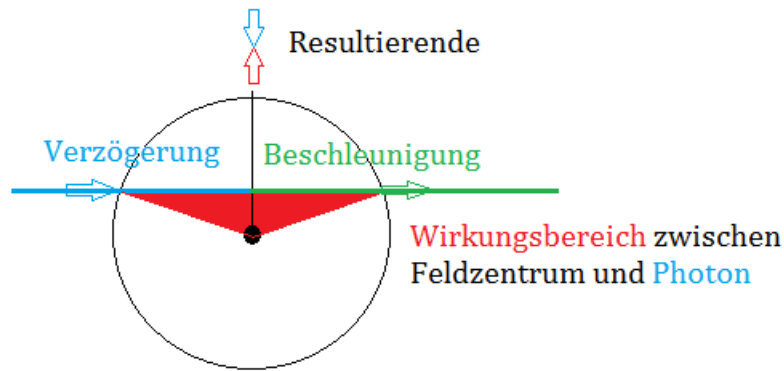 Resultierende
Verzögerung
Beschleunigung
Wirkungsbereich zwischen
Feldzentrum und Photon